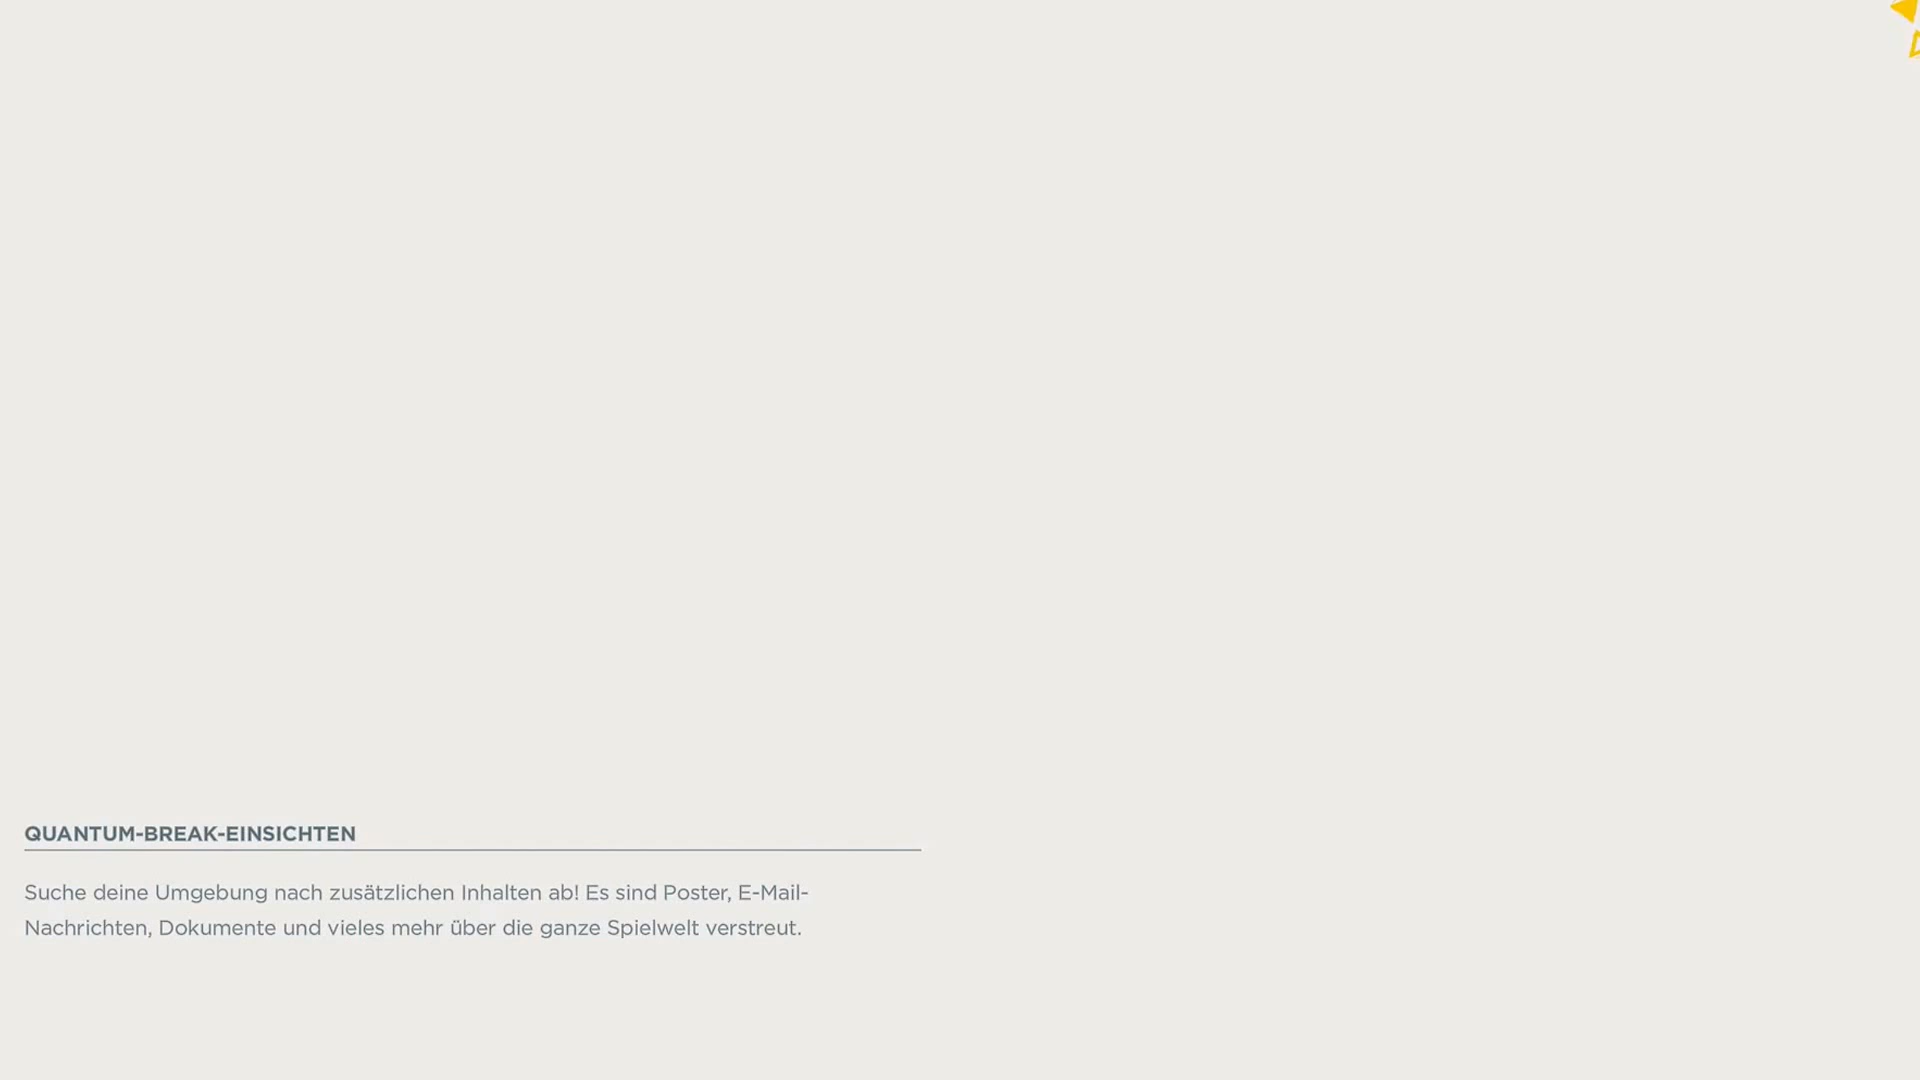 QUANTUM-BREAK-EINSICHTEN
Suche deine Umgebung nach zusätzlichen Inhalten ab! Es sind Poster, E-Mail-
Nachrichten, Dokumente und vieles mehr über die ganze Spielwelt verstreut.